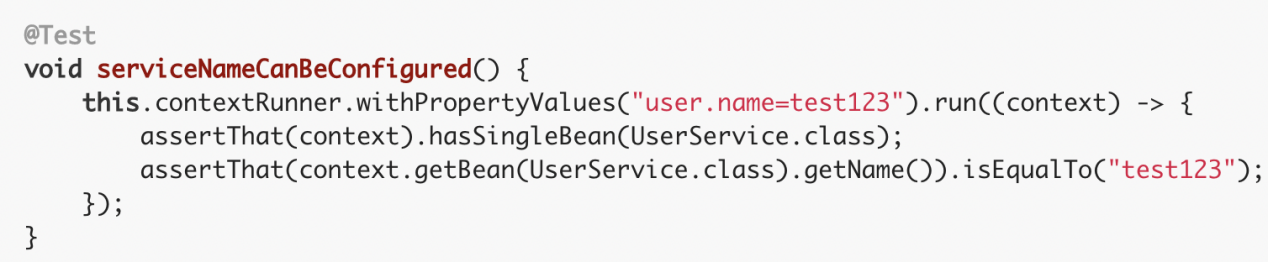 @Test
void serviceNameCanBeConfigured() {
    this.contextRunner.withPropertyValues("user.name=test123").run((context) -> {
        assertThat(context).hasSingleBean(UserService.class);
        assertThat(context.getBean(UserService.class).getName()).isEqualTo("test123");
    });
}